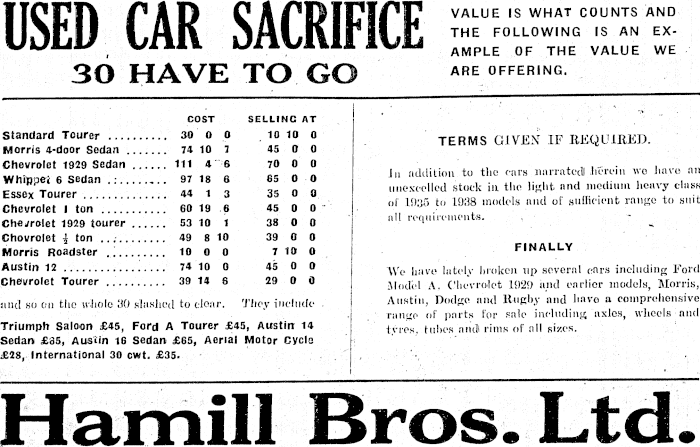 USED CAR SACRIFICE
30 HAVE TO GO
VALUE IS WHAT COUNTS AND
THE FOLLOWING IS AN EX-
AMPLE OF THE VALUE WE
ARE OFFERING.
COST SELLING AT
Standard Tourer .......... 30 0 0 10 10 0
Morris 4-door Sedan ....... 74 10 7 45 0 0
Chevrolet 1929 Sedan ...... 111 4 6 70 0 0
Whippet 6 Sedan ......... 97 18 6 65 0 0
Essex Tourer ............. 44 1 3 35 0 0
Chevrolet 1 ton .......... 60 19 6 45 0 0
Chevrolet 1929 tourer ...... 53 10 1 38 0 0
Chovrolet ½ ton .......... 49 8 10 39 0 0
Morris Roadster .......... 10 0 0 7 10 0
Austin 12 ................ 74 10 0 45 0 0
Chevrolet Tourer .......... 39 14 6 29 0 0
and so on the whole 30 slashed to clear. They include
Triumph Saloon £45, Ford A Tourer £45, Austin 14
Sedan £85, Austin 16 Sedan £65, Aerial Motor Cycle
£28, International 30 cwt. £35.
TERMS GIVEN IF REQUIRED.
In addition to the cars narrated herein we have an
unexcelled stock in the light and medium heavy class
of 1935 to 1938 models and of sufficient range to suit
all requirements.
FINALLY
We have lately broken up several cars including Ford
Model A. Chevrolet 1929 and earlier models, Morris,
Austin, Dodge and Rugby and have a comprehensive
range of parts for sale including axles, wheels and
tyres, tubes and rims of all sizes.
Hamill Bros. Ltd.